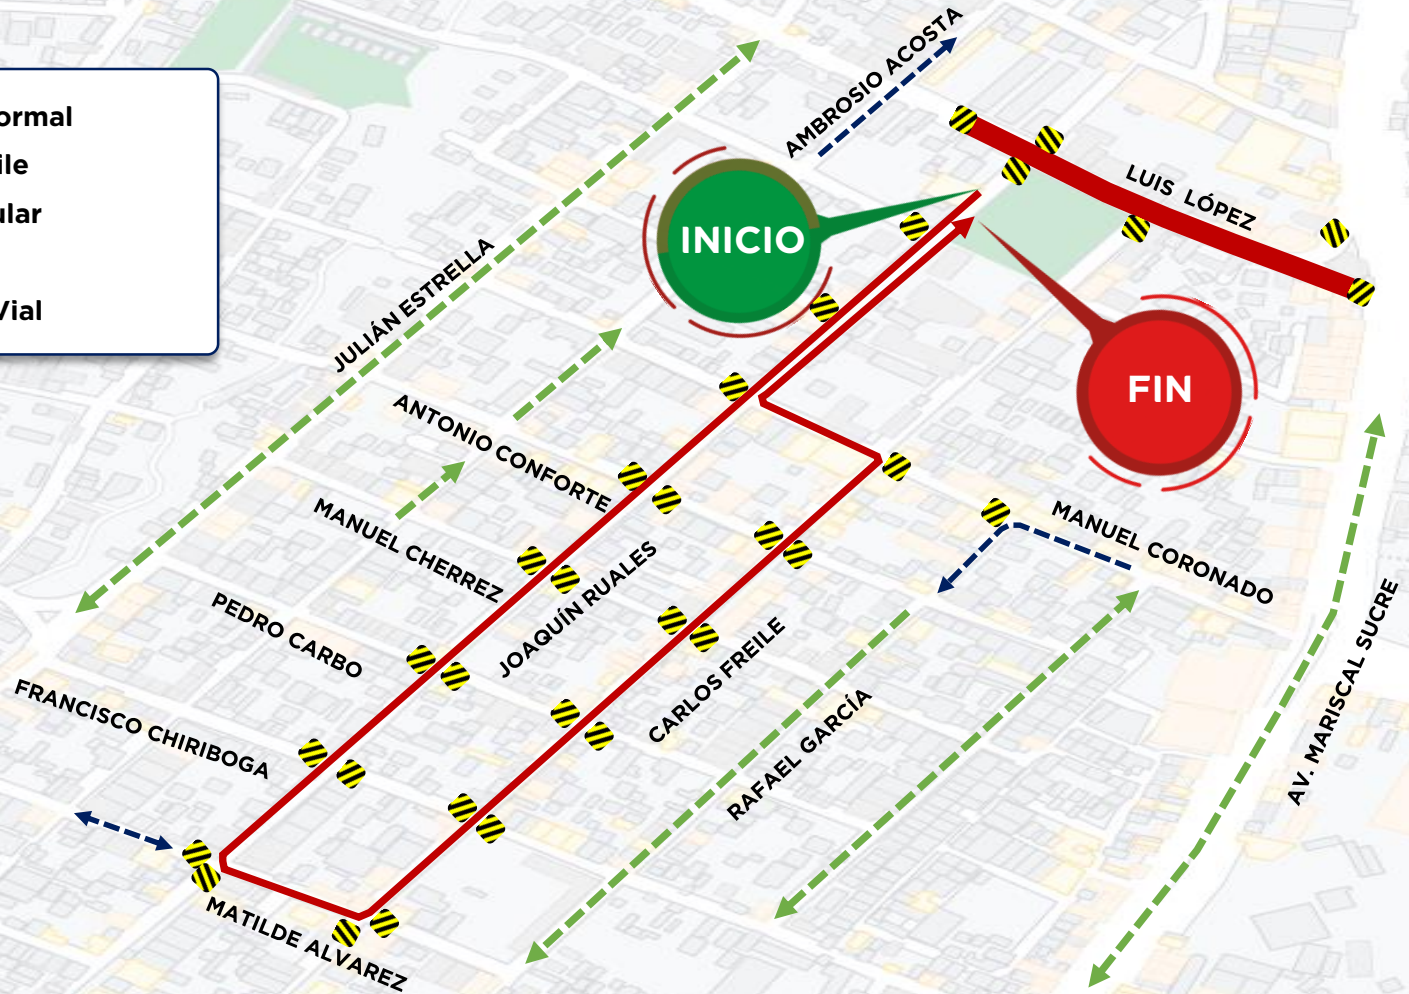 AMBROSIO ACOSTA
ormal
ile
ular
Vial
LUIS LÓPEZ
INICIO
JULIÁN ESTRELLA
FIN
ANTONIO CONFORTE
MANUEL CHERREZ
MANUEL CORONADO
JOAQUÍN RUALES
PEDRO CARBO
CARLOS FREILE
AV. MARISCAL SUCRE
FRANCISCO CHIRIBOGA
RAFAEL GARCÍA
MATILDE ALVAREZ